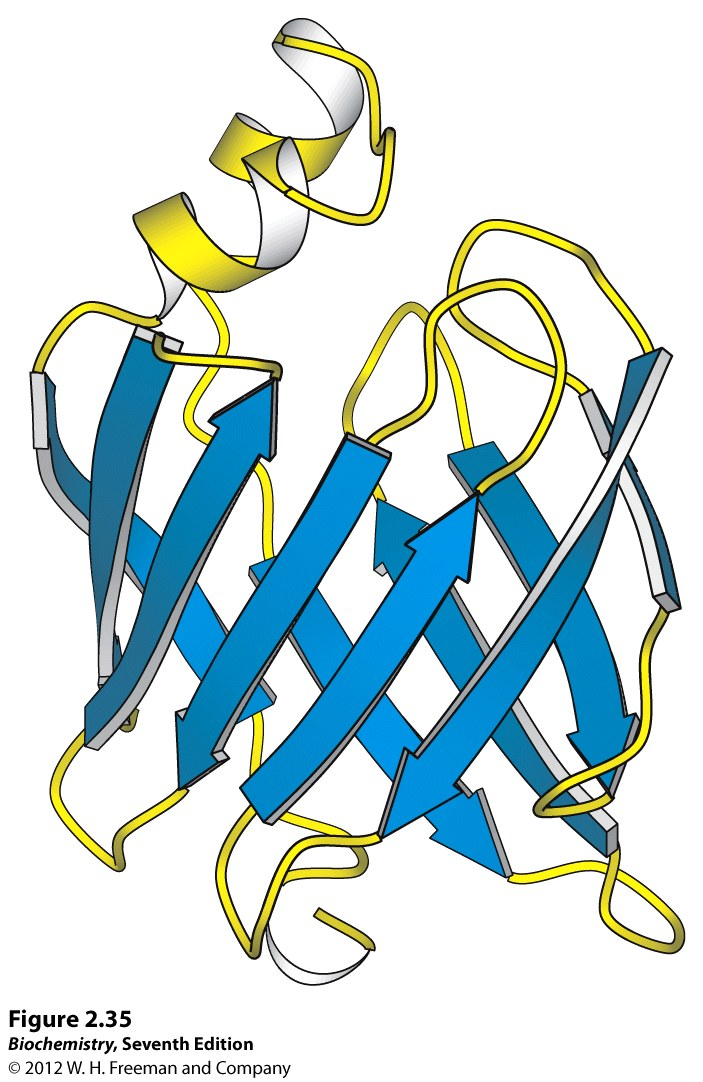 Figure 2.35
Biochemistry, Seventh Edition
© 2012 W. H. Freeman and Company